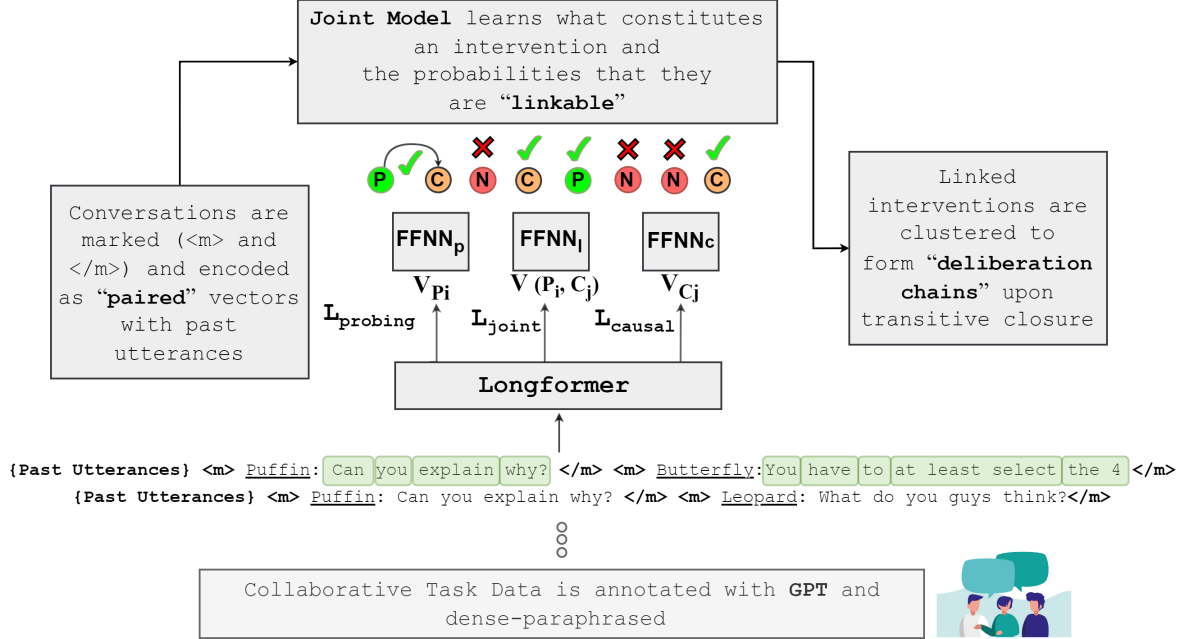 Joint Model learns what constitutes
an intervention and
the probabilities that they
are “linkable”
P C N C P N N C
Conversations are
marked (<m> and
</m>) and encoded
as “paired” vectors
with past
utterances
FFNNp FFNNl FFNNc
VPi V (Pi, Cj) VCj
Lprobing Ljoint Lcausal
Linked
interventions are
clustered to
form “deliberation
chains” upon
transitive closure
Longformer
{Past Utterances} <m> Puffin: Can you explain why? </m> <m> Butterfly: You have to at least select the 4 </m>
{Past Utterances} <m> Puffin: Can you explain why? </m> <m> Leopard: What do you guys think?</m>
Collaborative Task Data is annotated with GPT and
dense-paraphrased